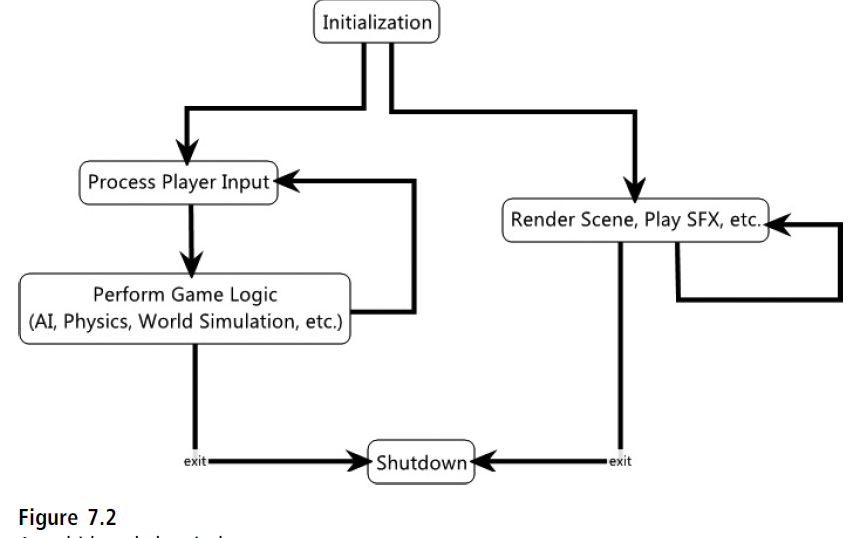 Initialization
Process Player Input
Render Scene, Play SFX, etc.
Perform Game Logic
(AI, Physics, World Simulation, etc.)
exit
Shutdown
exit
Figure 7.2